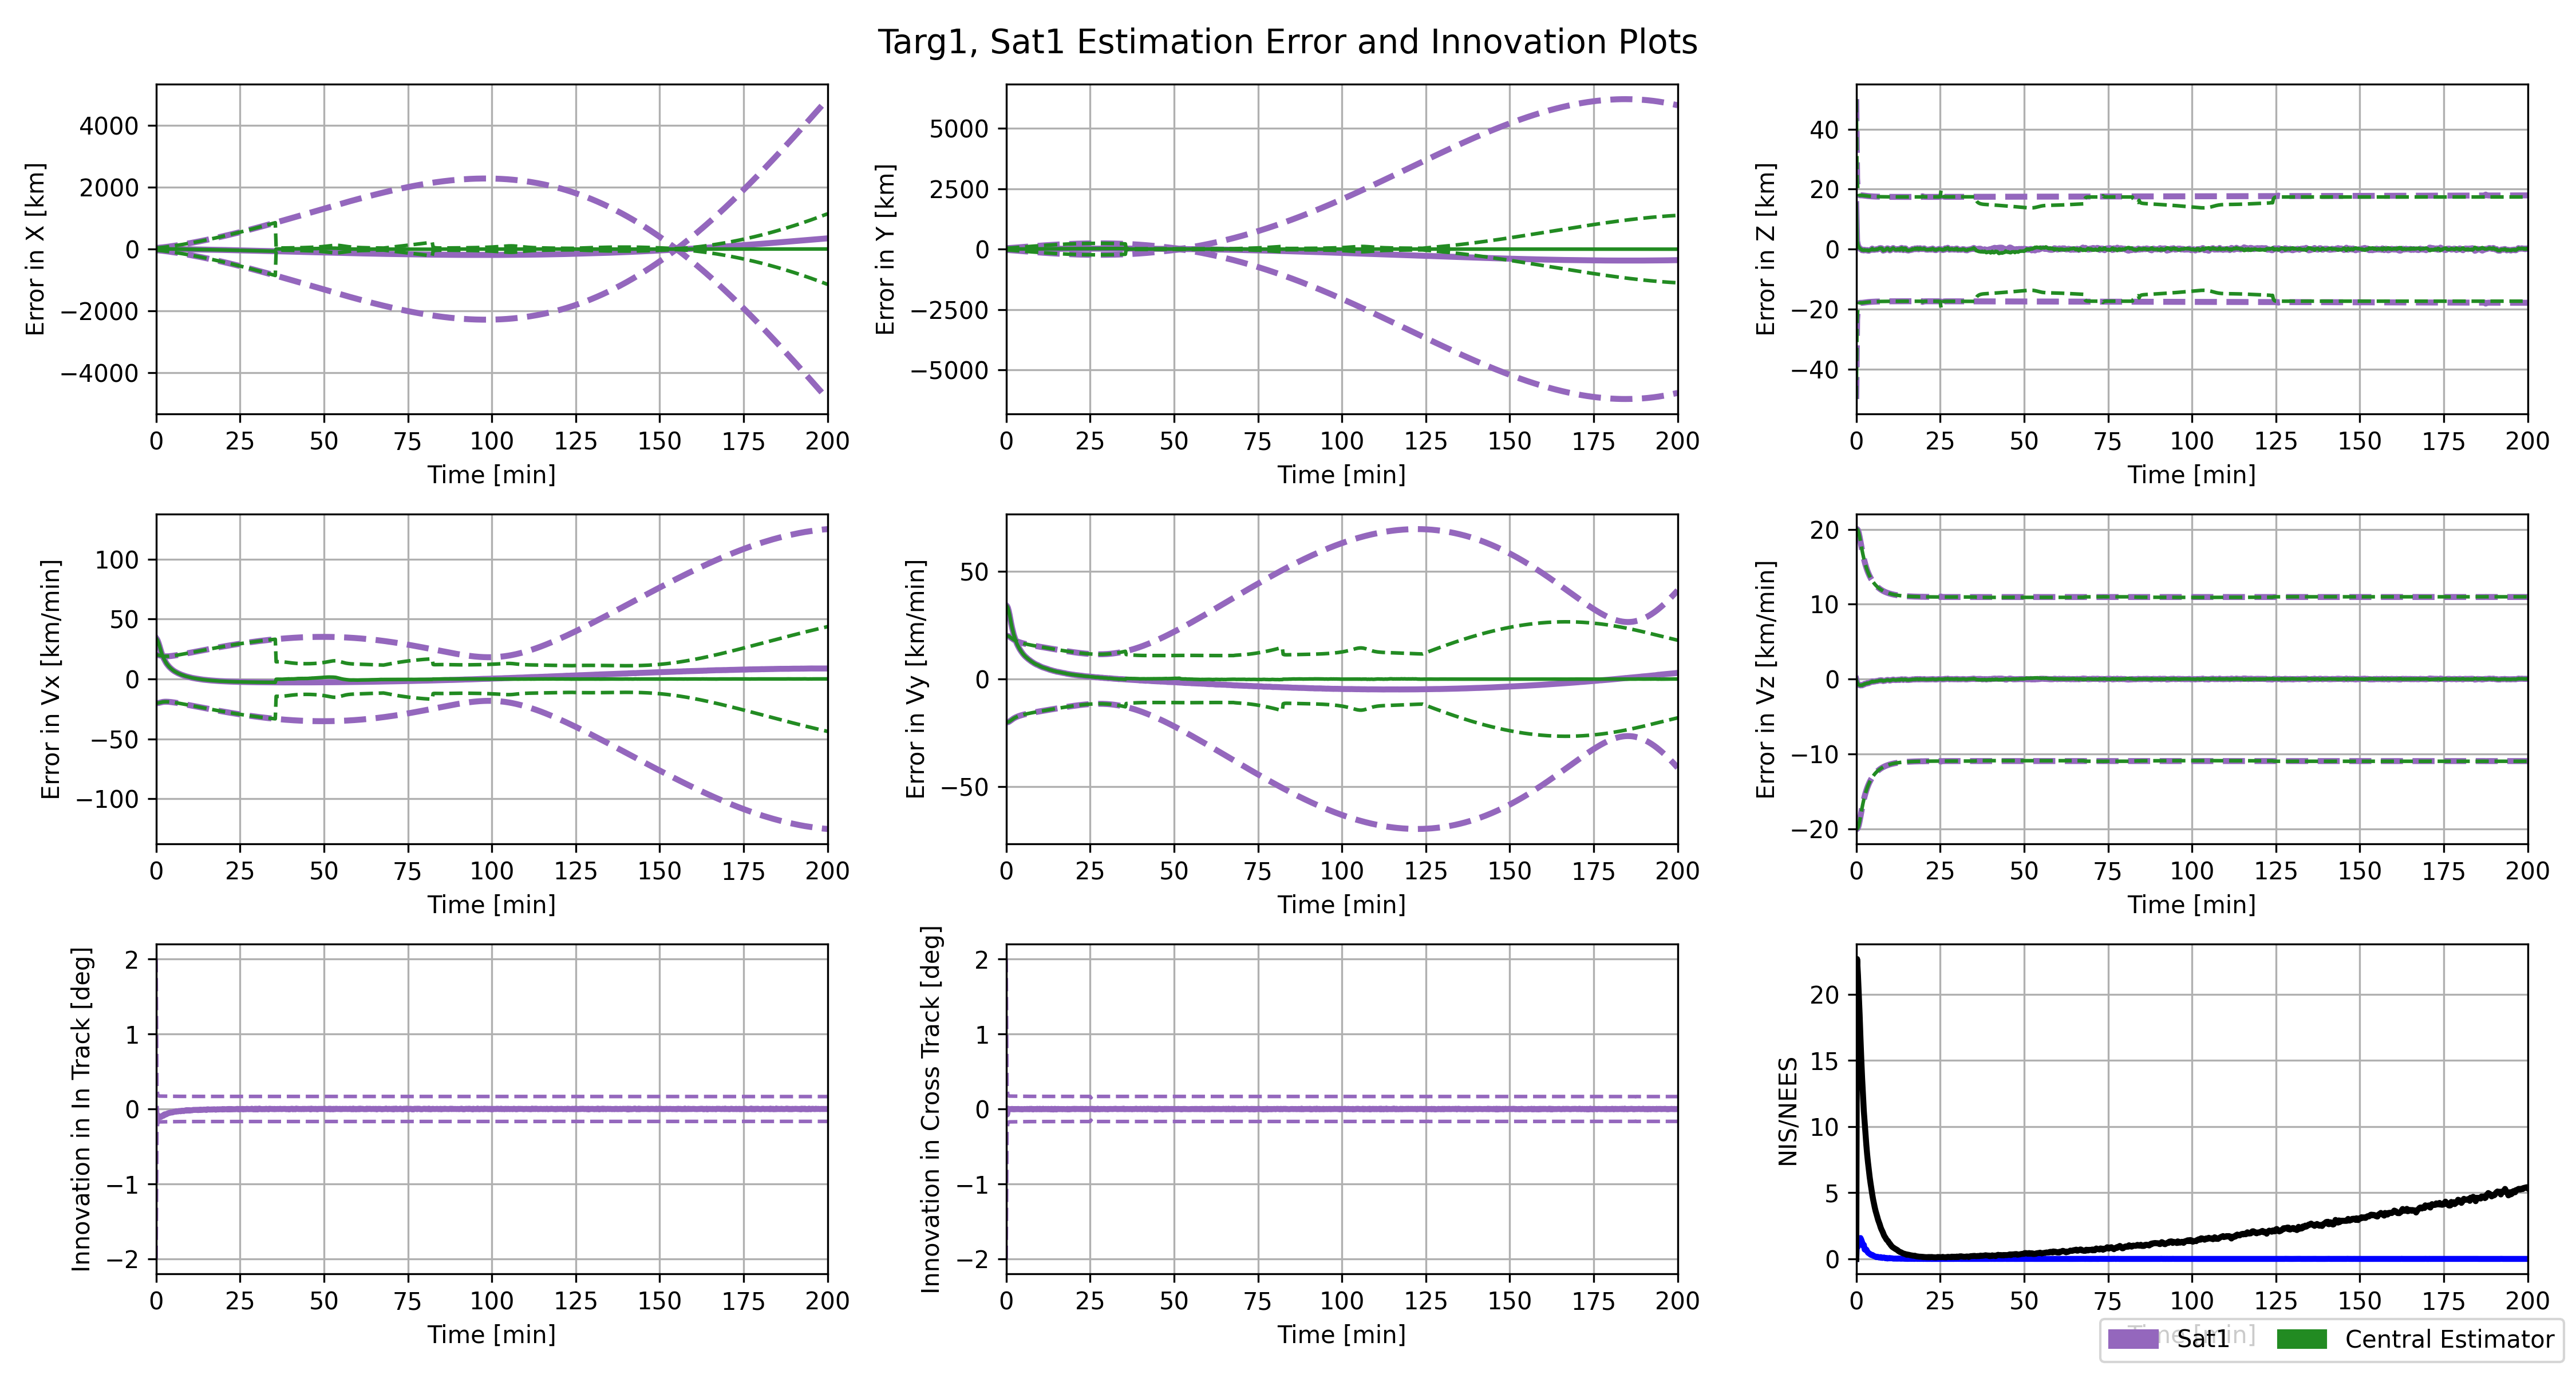 Targ1, Sat1 Estimation Error and Innovation Plots
Error in X [km]
4000
2000
0
−2000
−4000
0 25 50 75 100 125 150 175 200
Time [min]
Error in Y [km]
5000
2500
0
−2500
−5000
0 25 50 75 100 125 150 175 200
Time [min]
Error in Z [km]
40
20
0
−20
−40
0 25 50 75 100 125 150 175 200
Time [min]
Error in Vx [km/min]
100
50
0
−50
−100
0 25 50 75 100 125 150 175 200
Time [min]
Error in Vy [km/min]
50
0
−50
0 25 50 75 100 125 150 175 200
Time [min]
Error in Vz [km/min]
20
10
0
−10
−20
0 25 50 75 100 125 150 175 200
Time [min]
Innovation in In Track [deg]
2
1
0
−1
−2
0 25 50 75 100 125 150 175 200
Time [min]
Innovation in Cross Track [deg]
2
1
0
−1
−2
0 25 50 75 100 125 150 175 200
Time [min]
NIS/NEES
20
15
10
5
0
0 25 50 75 100 125 150 175 200
Time [min]
Sat1 Central Estimator